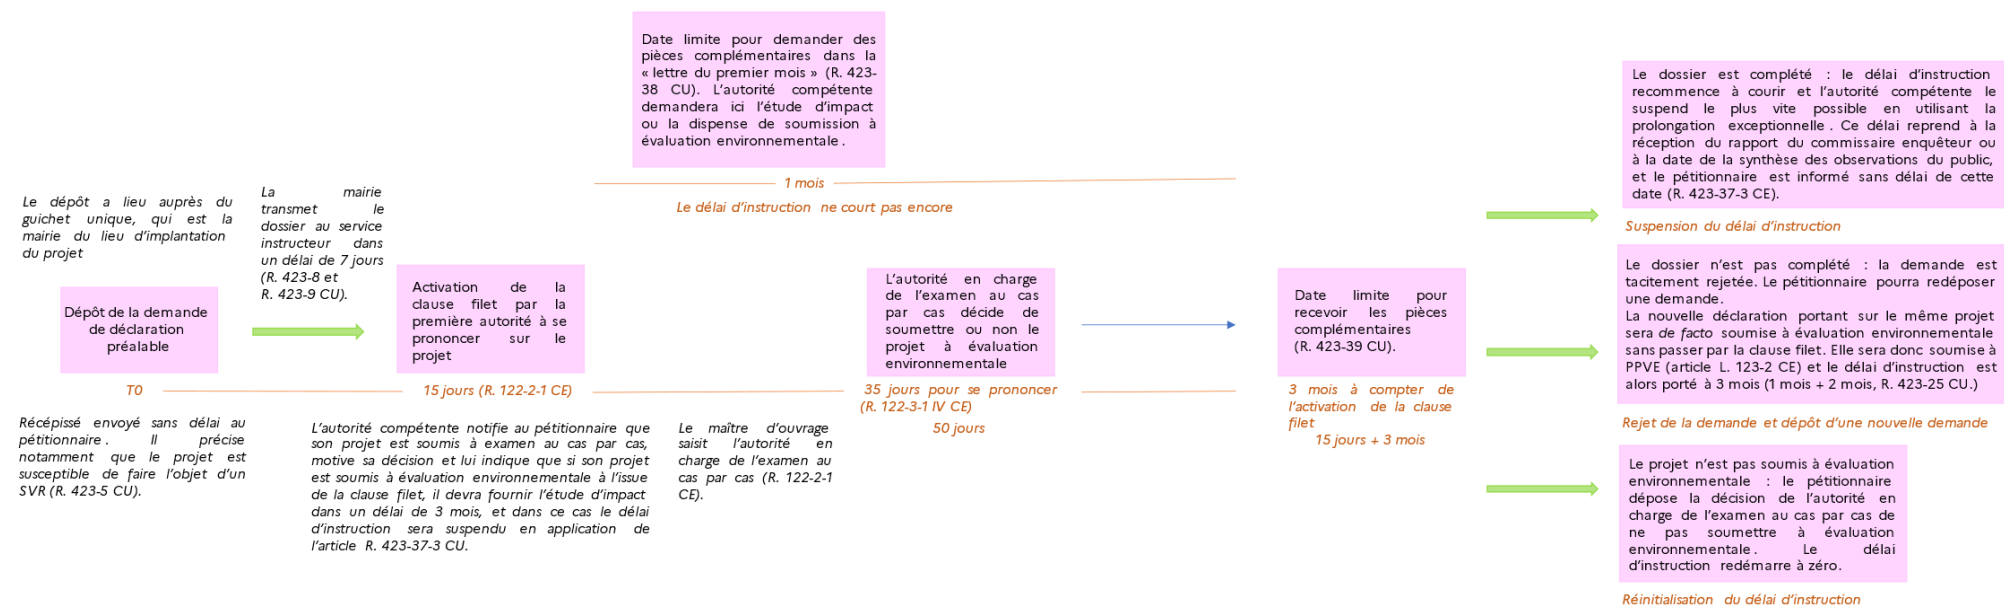 Date limite pour demander des
pièces complémentaires dans la
« lettre du premier mois » (R. 423-
38 CU). L’autorité compétente
demandera ici l’étude d’impact
ou la dispense de soumission à
évaluation environnementale .
1 mois
Le délai d’instruction ne court pas encore
Le dépôt a lieu auprès du
guichet unique, qui est la
mairie du lieu d’implantation
du projet
La mairie
transmet le
dossier au service
instructeur dans
un délai de 7 jours
(R. 423-8 et
R. 423-9 CU).
Dépôt de la demande
de déclaration
préalable
T0
Récépissé envoyé sans délai au
pétitionnaire . Il précise
notamment que le projet est
susceptible de faire l’objet d’un
SVR (R. 423-5 CU).
Activation de la
clause filet par la
première autorité à se
prononcer sur le
projet
15 jours (R. 122-2-1 CE)
L’autorité compétente notifie au pétitionnaire que
son projet est soumis à examen au cas par cas,
motive sa décision et lui indique que si son projet
est soumis à évaluation environnementale à l’issue
de la clause filet, il devra fournir l’étude d’impact
dans un délai de 3 mois, et dans ce cas le délai
d’instruction sera suspendu en application de
l’article R. 423-37-3 CU.
Le maître d’ouvrage
saisit l’autorité en
charge de l’examen au
cas par cas (R. 122-2-1
CE).
L’autorité en charge
de l’examen au cas
par cas décide de
soumettre ou non le
projet à évaluation
environnementale
35 jours pour se prononcer
(R. 122-3-1 IV CE)
50 jours
Date limite pour
recevoir les pièces
complémentaires
(R. 423-39 CU).
3 mois à compter de
l’activation de la clause
filet
15 jours + 3 mois
Le dossier est complété : le délai d’instruction
recommence à courir et l’autorité compétente le
suspend le plus vite possible en utilisant la
prolongation exceptionnelle . Ce délai reprend à la
réception du rapport du commissaire enquêteur ou
à la date de la synthèse des observations du public,
et le pétitionnaire est informé sans délai de cette
date (R. 423-37-3 CE).
Suspension du délai d’instruction
Le dossier n’est pas complété : la demande est
tacitement rejetée. Le pétitionnaire pourra redéposer
une demande.
La nouvelle déclaration portant sur le même projet
sera de facto soumise à évaluation environnementale
sans passer par la clause filet. Elle sera donc soumise à
PPVE (article L. 123-2 CE) et le délai d’instruction est
alors porté à 3 mois (1 mois + 2 mois, R. 423-25 CU.)
Rejet de la demande et dépôt d’une nouvelle demande
Le projet n’est pas soumis à évaluation
environnementale : le pétitionnaire
dépose la décision de l’autorité en
charge de l’examen au cas par cas de
ne pas soumettre à évaluation
environnementale . Le délai
d’instruction redémarre à zéro.
Réinitialisation du délai d’instruction